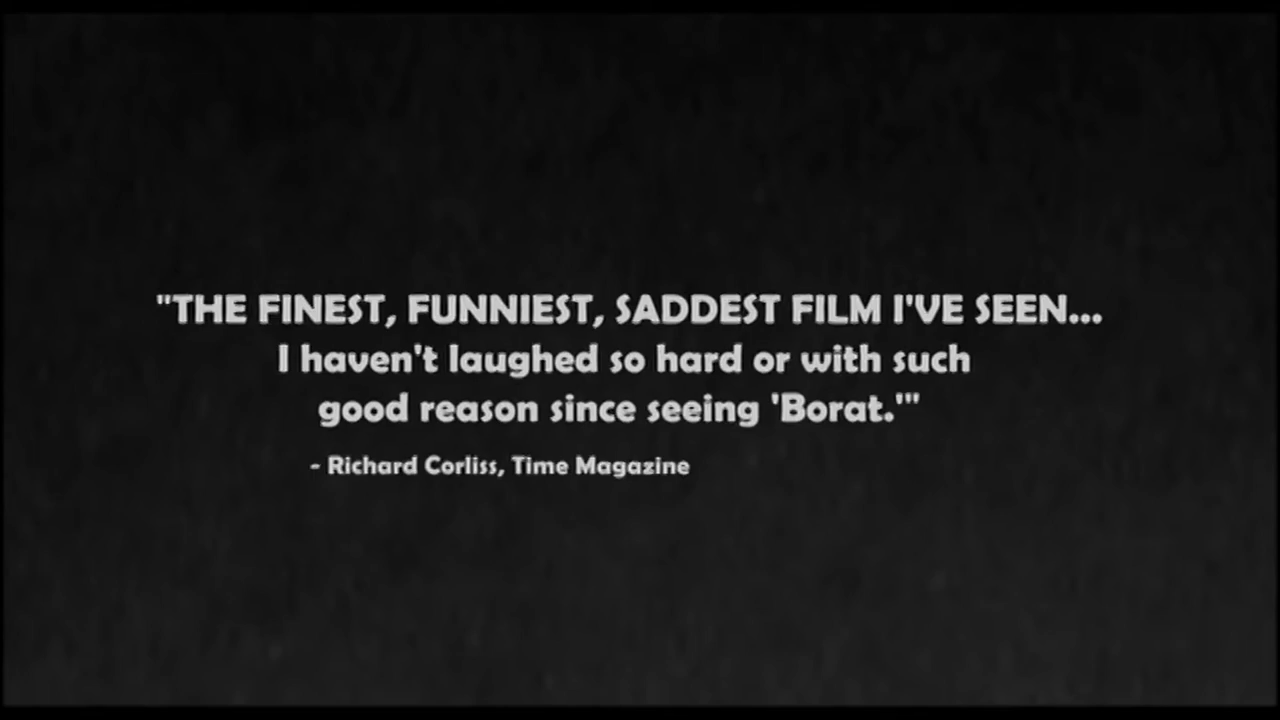 "THE FINEST, FUNNIEST, SADDEST FILM I'VE SEEN...
I haven't laughed so hard or with such
good reason since seeing 'Borat.'"
- Richard Corliss, Time Magazine